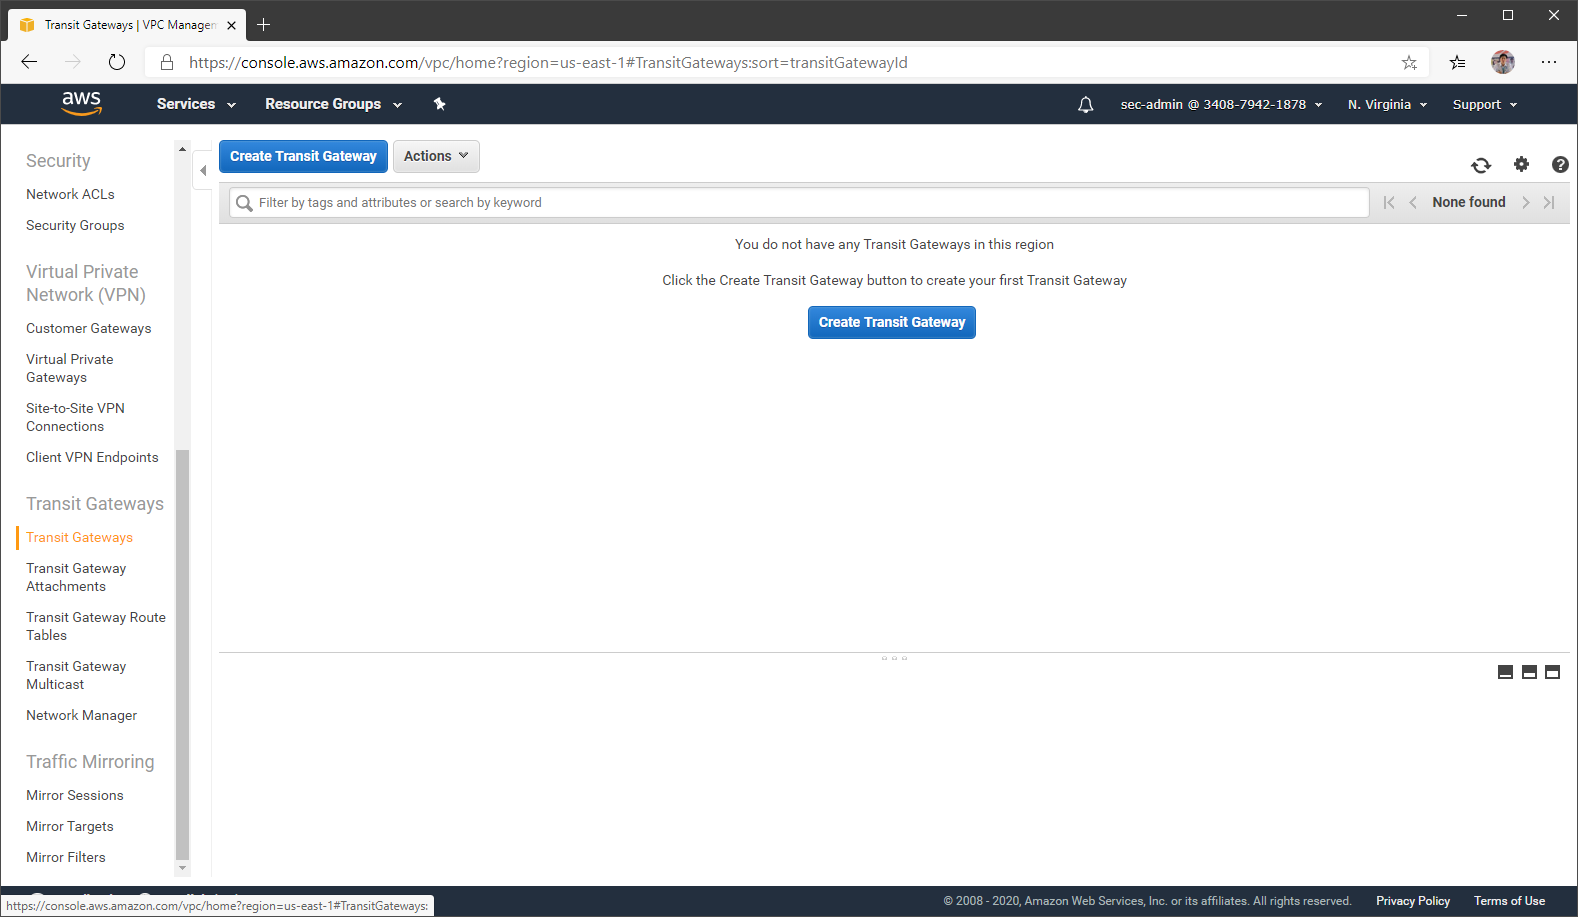 Transit Gateways | VPC Managem
https://console.aws.amazon.com/vpc/home?region=us-east-1#TransitGateways:sort=transitGatewayId
aws
Services
Resource Groups
sec-admin @ 3408-7942-1878
N. Virginia
Support
Security
Network ACLs
Security Groups
Virtual Private
Network (VPN)
Customer Gateways
Virtual Private
Gateways
Site-to-Site VPN
Connections
Client VPN Endpoints
Transit Gateways
Transit Gateways
Transit Gateway
Attachments
Transit Gateway Route
Tables
Transit Gateway
Multicast
Network Manager
Traffic Mirroring
Mirror Sessions
Mirror Targets
Mirror Filters
Create Transit Gateway
Actions
Filter by tags and attributes or search by keyword
None found
You do not have any Transit Gateways in this region
Click the Create Transit Gateway button to create your first Transit Gateway
Create Transit Gateway
https://console.aws.amazon.com/vpc/home?region=us-east-1#TransitGateways:
© 2008 - 2020, Amazon Web Services, Inc. or its affiliates. All rights reserved.
Privacy Policy
Terms of Use